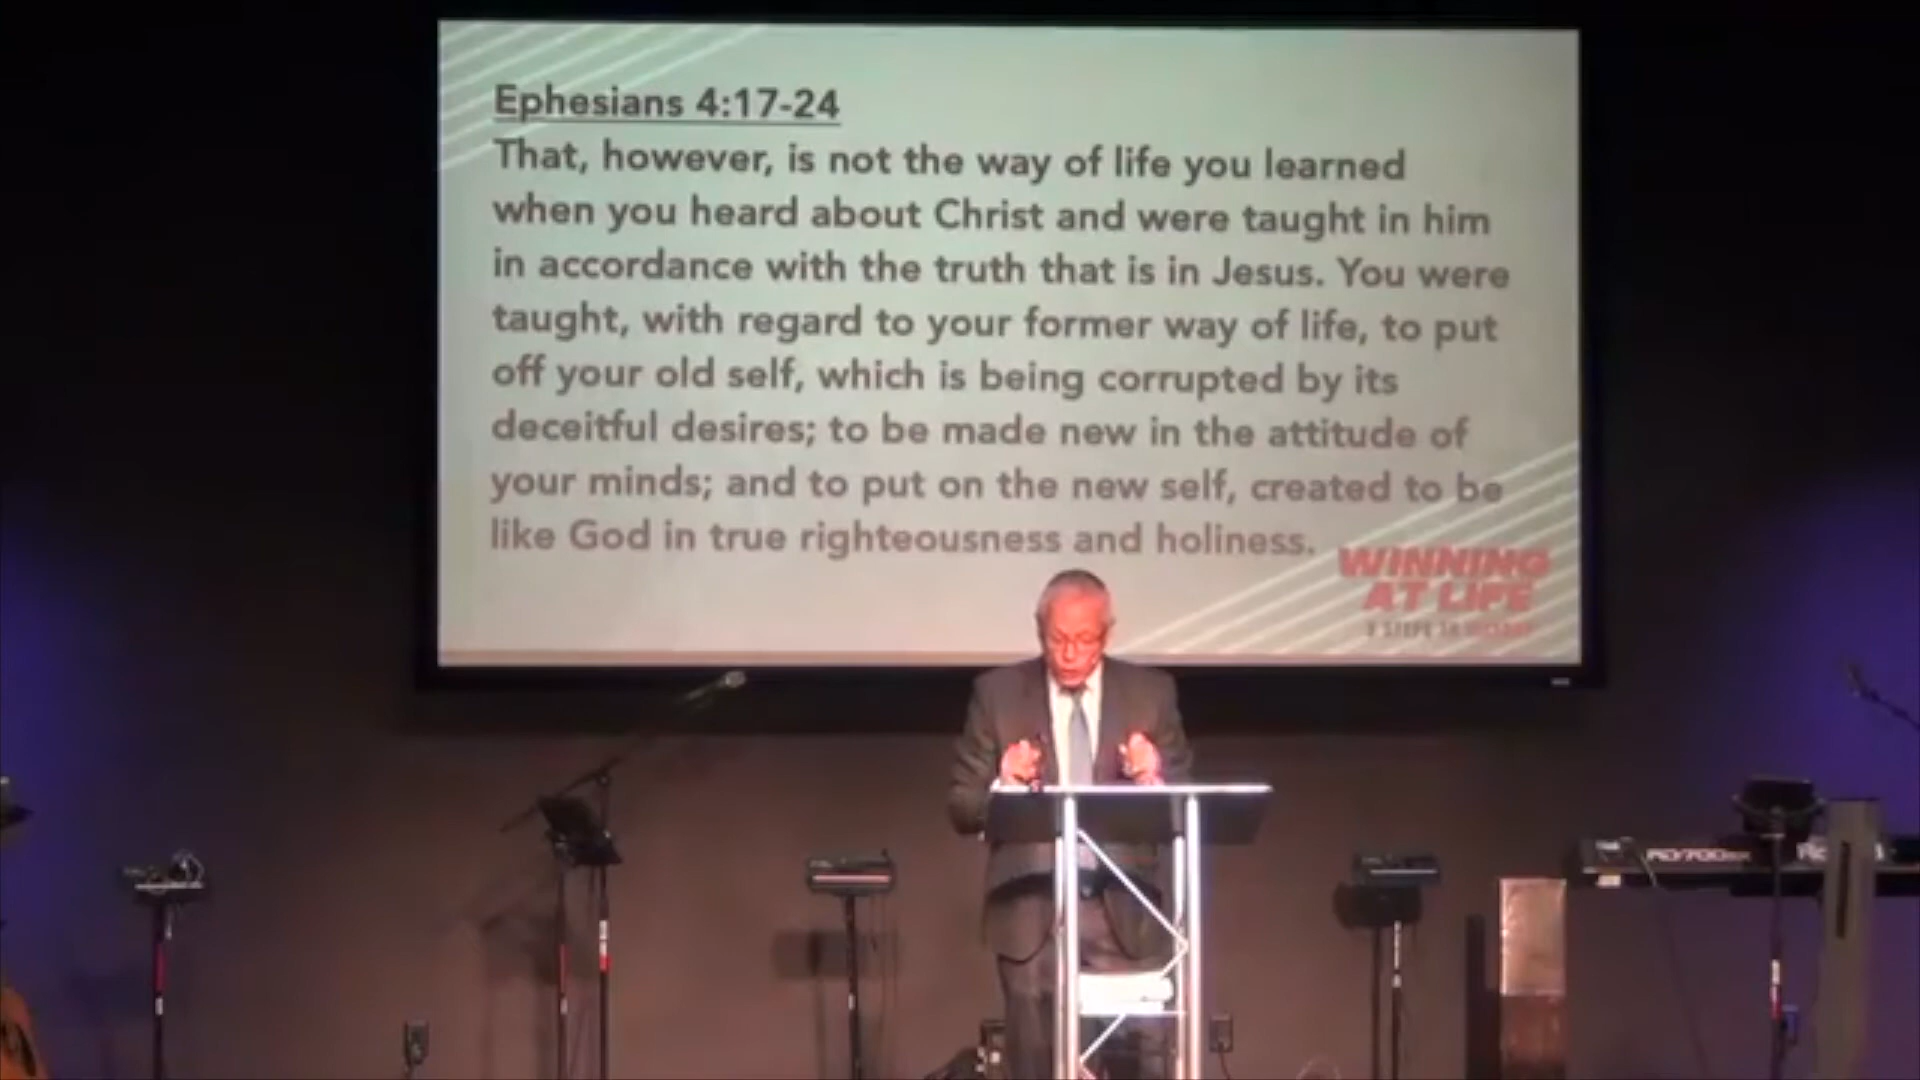 Ephesians 4:17-24
That, however, is not the way of life you learned
when you heard about Christ and were taught in him
in accordance with the truth that is in Jesus. You were
taught, with regard to your former way of life, to put
off your old self, which is being corrupted by its
deceitful desires; to be made new in the attitude of
your minds; and to put on the new self, created to be
like God in true righteousness and holiness.
WINNING
AT LIFE
STEPS TO